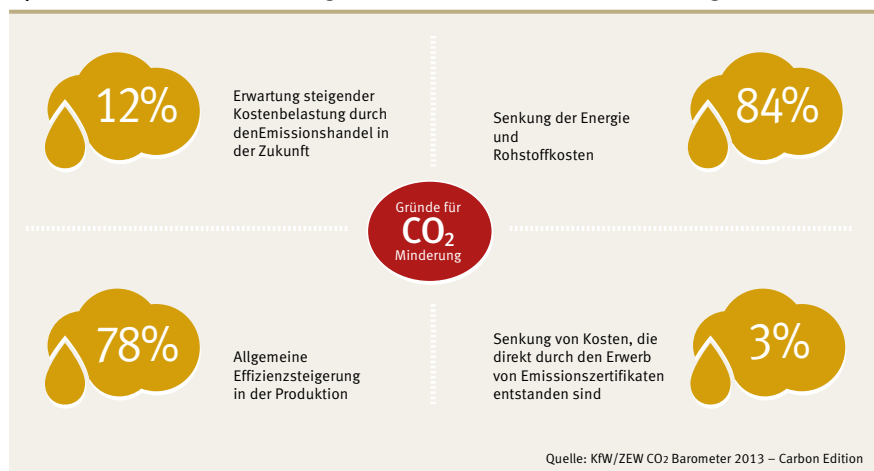 12%
Erwartung steigender
Kostenbelastung durch
denEmissionshandel in
der Zukunft
Senkung der Energie
und
Rohstoffkosten
84%
Gründe für
CO₂
Minderung
78%
Allgemeine
Effizienzsteigerung
in der Produktion
Senkung von Kosten, die
direkt durch den Erwerb
von Emissionszertifikaten
entstanden sind
3%
Quelle: KfW/ZEW CO2 Barometer 2013 – Carbon Edition